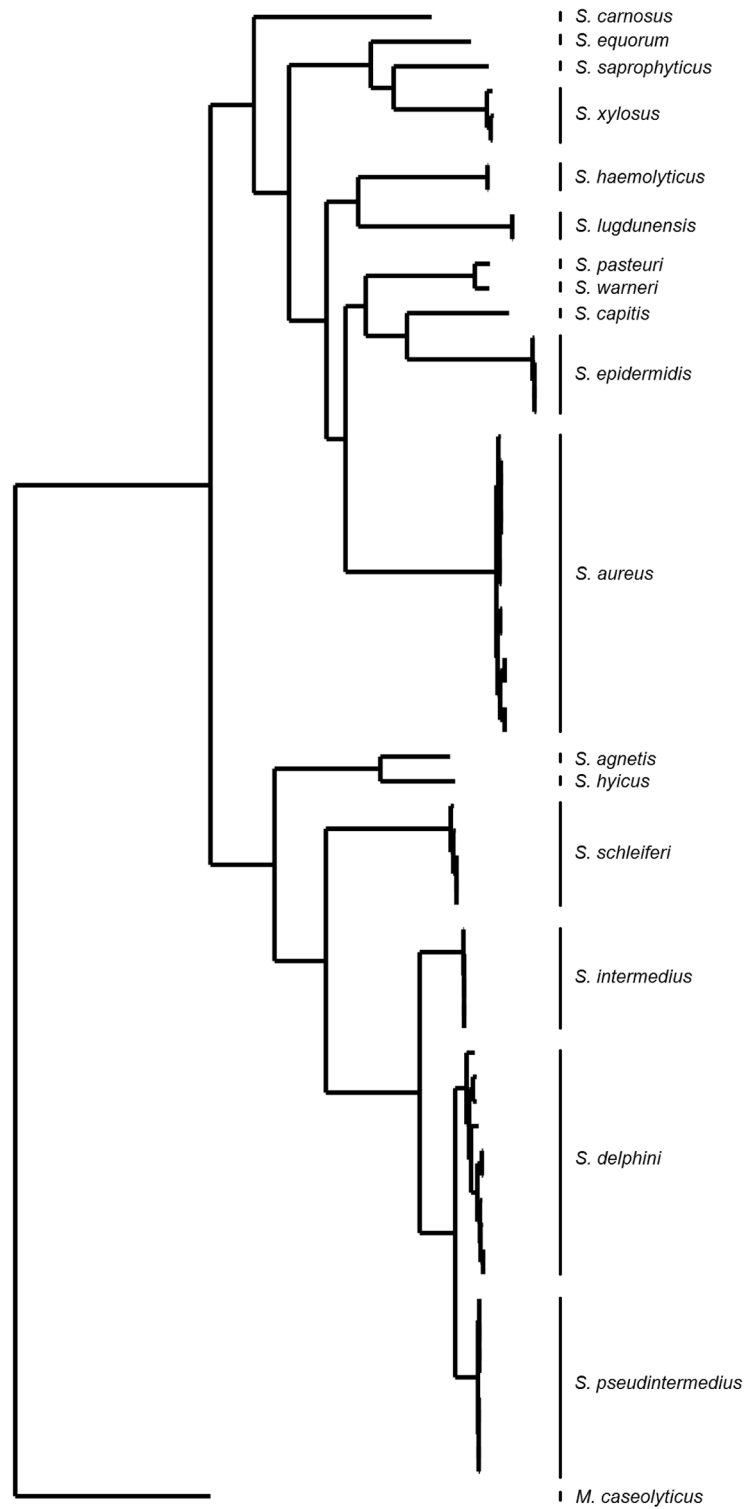 S. carnosus
S. equorum
S. saprophyticus
S. xylosus
S. haemolyticus
S. lugdunensis
S. pasteuri
S. warneri
S. capitis
S. epidermidis
S. aureus
S. agnetis
S. hyicus
S. schleiferi
S. intermedius
S. delphini
S. pseudintermedius
M. caseolyticus